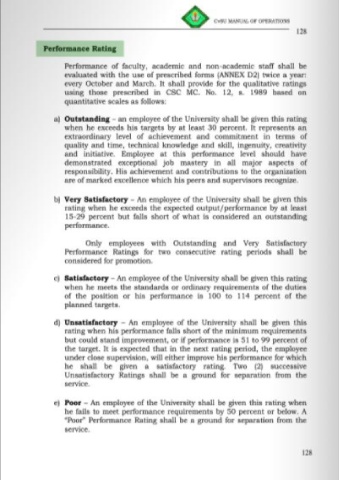 CvSU MANUAL OF OPERATIONS
128
Performance Rating
Performance of faculty, academic and non-academic staff shall be
evaluated with the use of prescribed forms (ANNEX D2) twice a year:
every October and March. It shall provide for the qualitative ratings
using those prescribed in CSC MC. No. 12, s. 1989 based on
quantitative scales as follows:
a) Outstanding – an employee of the University shall be given this rating
when he exceeds his targets by at least 30 percent. It represents an
extraordinary level of achievement and commitment in terms of
quality and time, technical knowledge and skill, ingenuity, creativity
and initiative. Employee at this performance level should have
demonstrated exceptional job mastery in all major aspects of
responsibility. His achievement and contributions to the organization
are of marked excellence which his peers and supervisors recognize.
b) Very Satisfactory – An employee of the University shall be given this
rating when he exceeds the expected output/performance by at least
15-29 percent but falls short of what is considered an outstanding
performance.
Only employees with Outstanding and Very Satisfactory
Performance Ratings for two consecutive rating periods shall be
considered for promotion.
c) Satisfactory – An employee of the University shall be given this rating
when he meets the standards or ordinary requirements of the duties
of the position or his performance is 100 to 114 percent of the
planned targets.
d) Unsatisfactory – An employee of the University shall be given this
rating when his performance falls short of the minimum requirements
but could stand improvement, or if performance is 51 to 99 percent of
the target. It is expected that in the next rating period, the employee
under close supervision, will either improve his performance for which
he shall be given a satisfactory rating. Two (2) successive
Unsatisfactory Ratings shall be a ground for separation from the
service.
e) Poor – An employee of the University shall be given this rating when
he fails to meet performance requirements by 50 percent or below. A
"Poor" Performance Rating shall be a ground for separation from the
service.
128